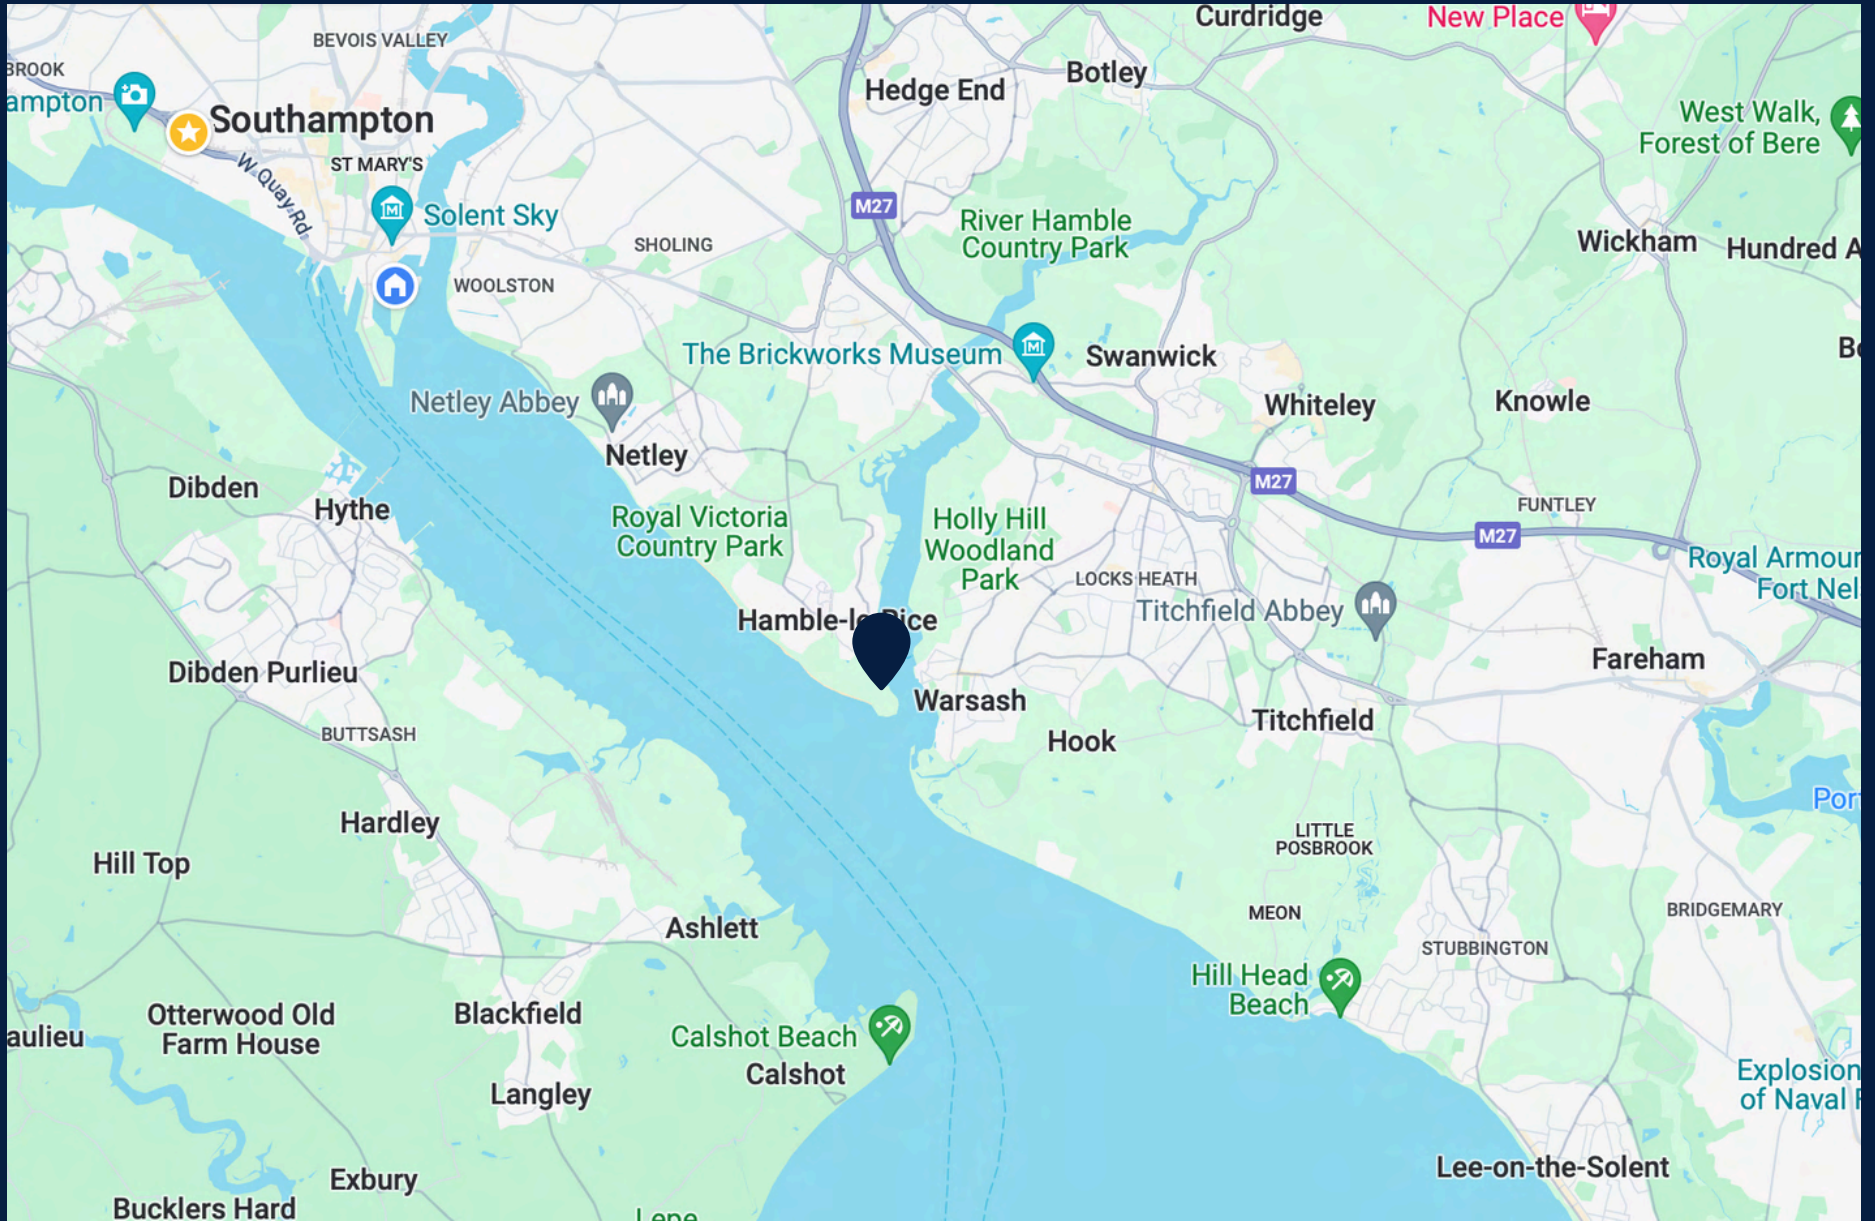 Curdridge
New Place
BEVOIS VALLEY
BROOK
Hedge End
Botley
ampton
Southampton
West Walk,
Forest of Bere
ST MARY'S
W Quay Rd
M27
Solent Sky
River Hamble
Country Park
SHOLING
Wickham
Hundred A
WOOLSTON
The Brickworks Museum
Swanwick
Bo
Netley Abbey
Whiteley
Knowle
Netley
Dibden
M27
Hythe
FUNTLEY
Royal Victoria
Country Park
Holly Hill
Woodland
Park
M27
Royal Armour
Fort Nel
LOCKS HEATH
Titchfield Abbey
Hamble-le-Rice
Fareham
Dibden Purlieu
Warsash
Titchfield
BUTTSASH
Hook
Por
Hardley
LITTLE
POSBROOK
Hill Top
MEON
BRIDGEMARY
Ashlett
STUBBINGTON
Hill Head
Beach
Otterwood Old
Farm House
Blackfield
aulieu
Calshot Beach
Calshot
Explosion
of Naval F
Langley
Lee-on-the-Solent
Exbury
Bucklers Hard
Lepe